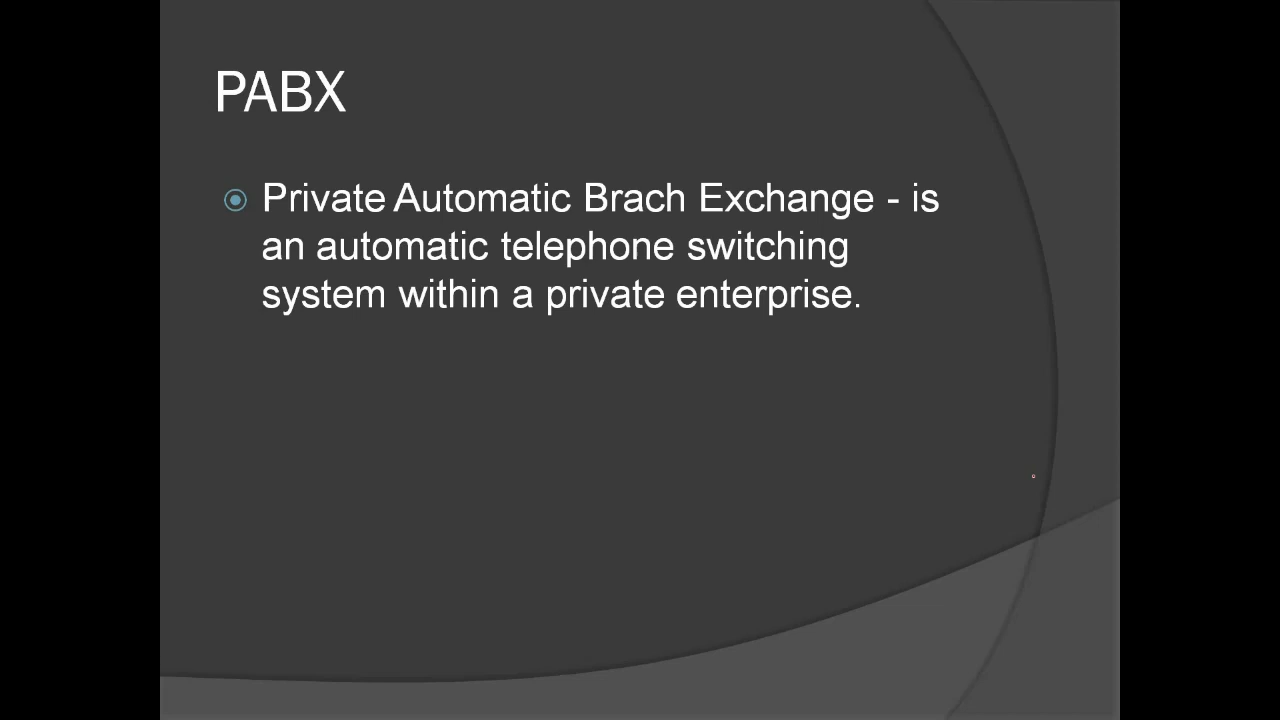 PABX
Private Automatic Brach Exchange - is
an automatic telephone switching
system within a private enterprise.